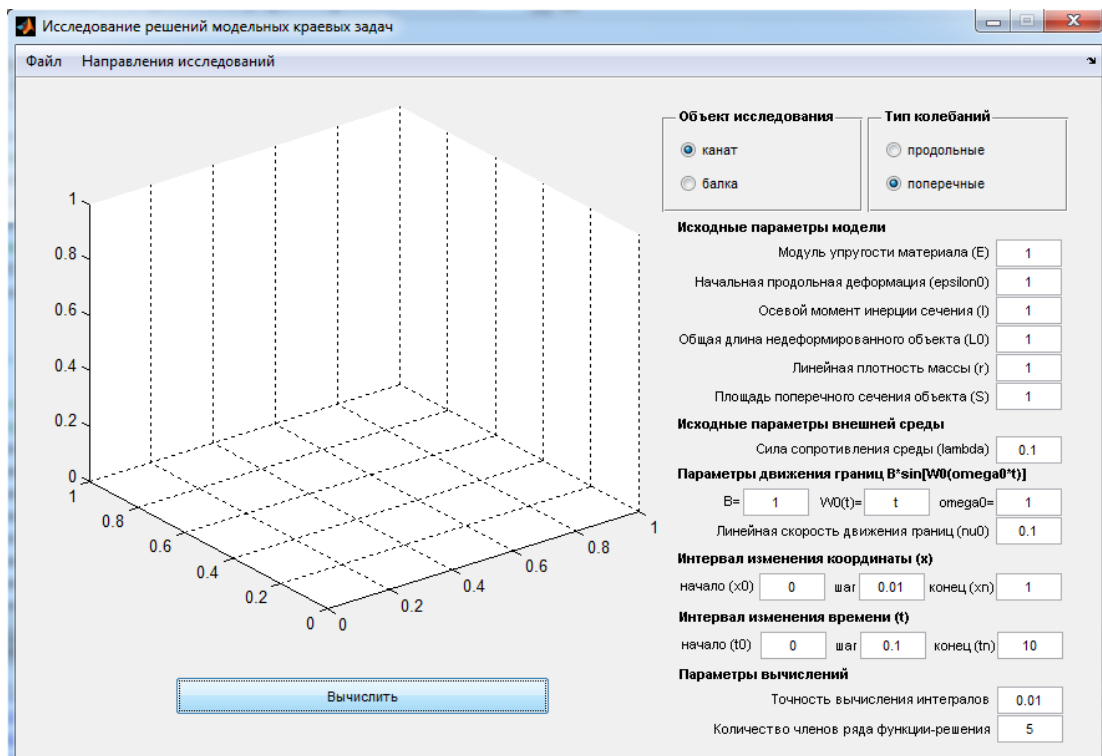 Исследование решений модельных краевых задач
Файл Направления исследований
1
0.8
0.6
0.4
0.2
0
1
0.8
0.6
0.4
0.2
0
0
0.2
0.4
0.6
0.8
1
Вычислить
Объект исследования
канат
балка
Тип колебаний
продольные
поперечные
Исходные параметры модели
Модуль упругости материала (E) 1
Начальная продольная деформация (epsilon0) 1
Осевой момент инерции сечения (I) 1
Общая длина недеформированного объекта (L0) 1
Линейная плотность массы (r) 1
Площадь поперечного сечения объекта (S) 1
Исходные параметры внешней среды
Сила сопротивления среды (lambda) 0.1
Параметры движения границ B*sin[W0(omega0*t)]
B= 1 W0(t)= t omega0= 1
Линейная скорость движения границ (nu0) 0.1
Интервал изменения координаты (x)
начало (x0) 0 шаг 0.01 конец (xn) 1
Интервал изменения времени (t)
начало (t0) 0 шаг 0.1 конец (tn) 10
Параметры вычислений
Точность вычисления интегралов 0.01
Количество членов ряда функции-решения 5